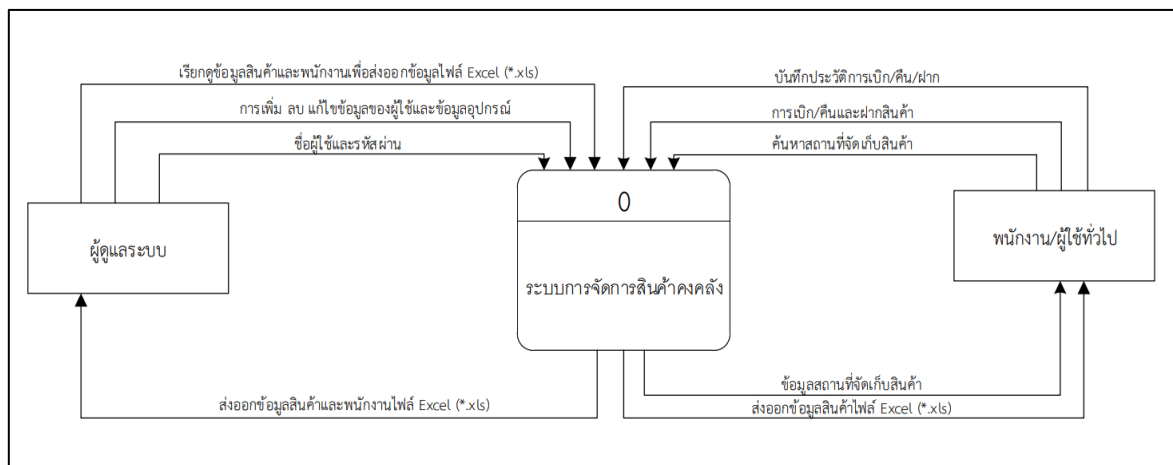 เรียกดูข้อมูลสินค้าและพนักงานเพื่อส่งออกข้อมูลไฟล์ Excel (*.xls)
บันทึกประวัติการเบิก/คืน/ฝาก
การเพิ่ม ลบ แก้ไขข้อมูลของผู้ใช้และข้อมูลอุปกรณ์
การเบิก/คืนและฝากสินค้า
ชื่อผู้ใช้และรหัสผ่าน
ค้นหาสถานที่จัดเก็บสินค้า
0
ผู้ดูแลระบบ
พนักงาน/ผู้ใช้ทั่วไป
ระบบการจัดการสินค้าคงคลัง
ข้อมูลสถานที่จัดเก็บสินค้า
ส่งออกข้อมูลสินค้าและพนักงานไฟล์ Excel (*.xls)
ส่งออกข้อมูลสินค้าไฟล์ Excel (*.xls)